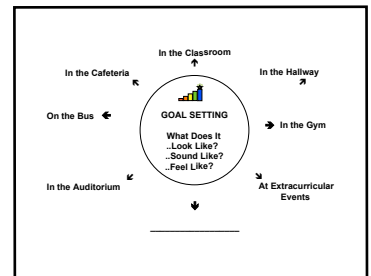 In the Classroom
In the Cafeteria
In the Hallway
On the Bus
GOAL SETTING
What Does It
..Look Like?
..Sound Like?
..Feel Like?
In the Gym
In the Auditorium
At Extracurricular
Events
___________________